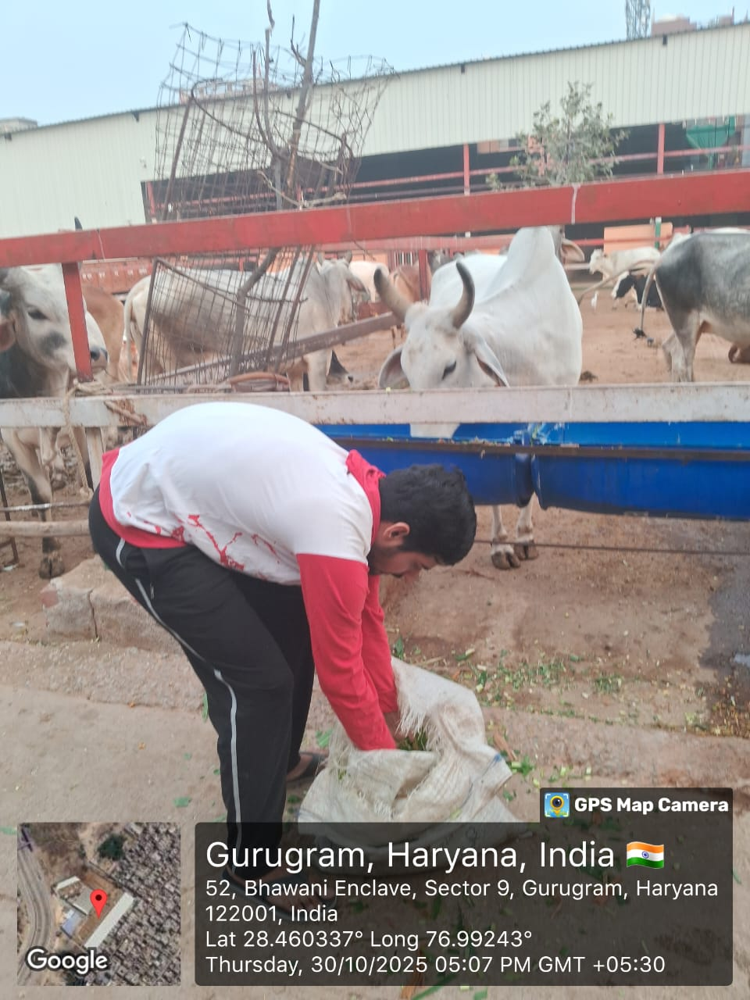 GPS Map Camera
Gurugram, Haryana, India 🇮🇳
52, Bhawani Enclave, Sector 9, Gurugram, Haryana
122001, India
Lat 28.460337° Long 76.99243°
Thursday, 30/10/2025 05:07 PM GMT +05:30
Google